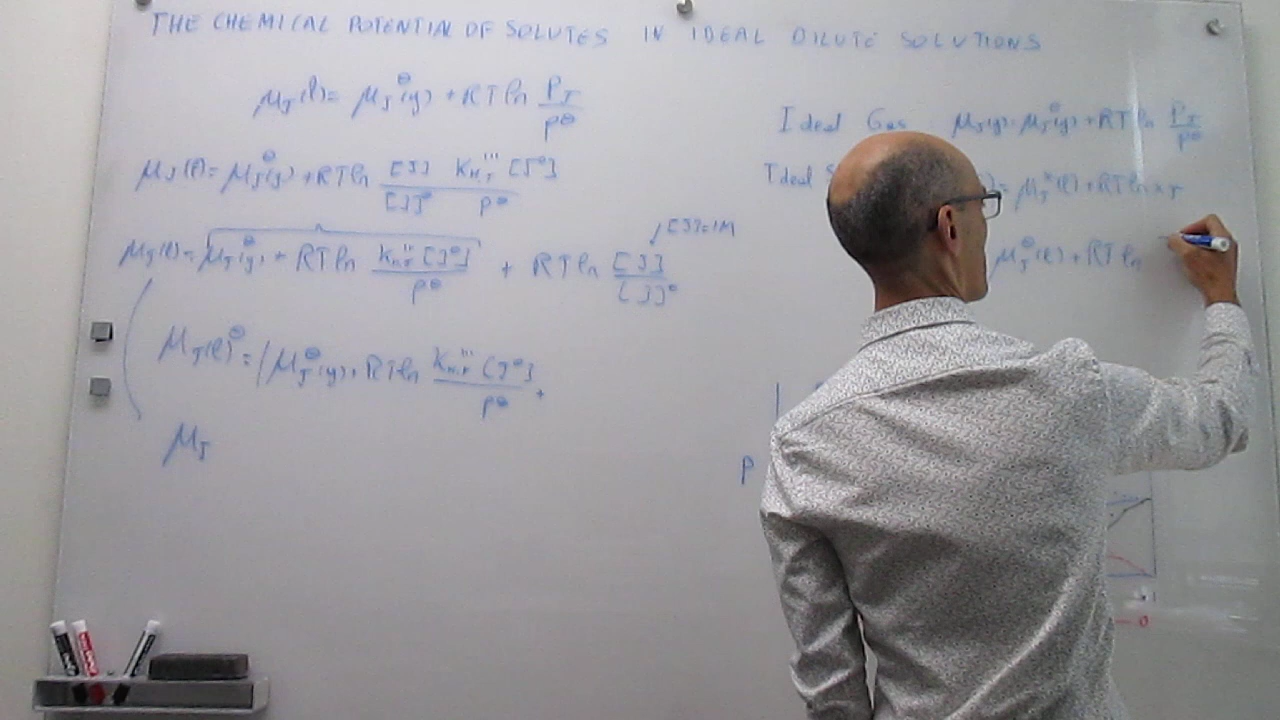 THE CHEMICAL POTENTIAL OF SOLUTES IN IDEAL DILUTE SOLUTIONS
μJ(l) = μJ⊖(g) + RT ln PJ/P⊖
μJ(l) = μJ⊖(g) + RT ln [J]/[J]⊖ KH,J''' [J⊖]/P⊖
[J]=1M
μJ(l) = μJ⊖(g) + RT ln KH,J''' [J⊖]/P⊖ + RT ln [J]/[J]⊖
μJ(l)⊖ = (μJ⊖(g) + RT ln KH,J''' [J⊖]/P⊖ +
μJ
Ideal Gas μJ(g) = μJ⊖(g) + RT ln PJ/P⊖
Ideal = μJ*(l) + RT ln xJ
μJ⊖(l) + RT ln
P
0